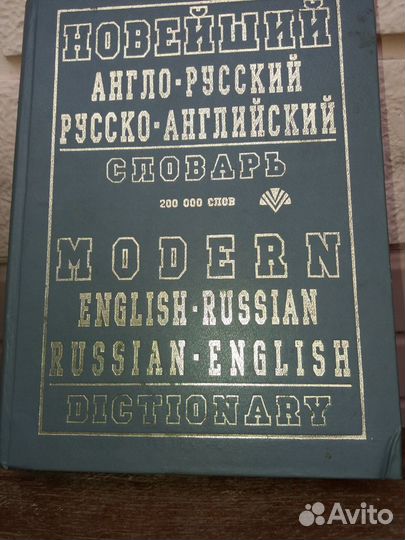 НОВЕЙШИЙ
АНГЛО-РУССКИЙ
РУССКО-АНГЛИЙСКИЙ
СЛОВАРЬ
200 000 СЛОВ
MODERN
ENGLISH-RUSSIAN
RUSSIAN-ENGLISH
DICTIONARY
Avito